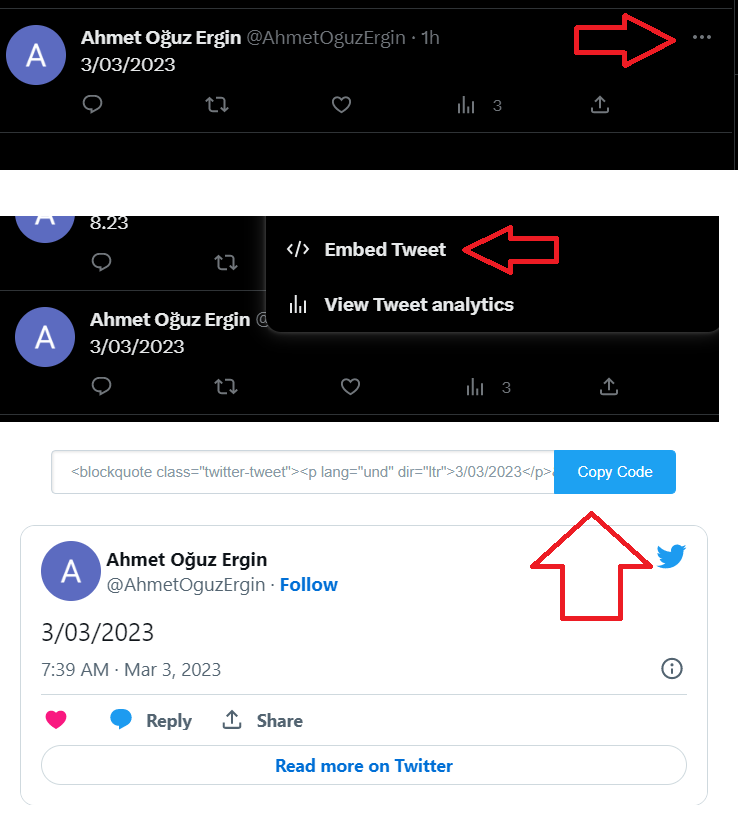 A
Ahmet Oğuz Ergin @AhmetOguzErgin · 1h
3/03/2023
3
8.23
</> Embed Tweet
View Tweet analytics
A
Ahmet Oğuz Ergin
3/03/2023
3
<blockquote class="twitter-tweet"><p lang="und" dir="ltr">3/03/2023</p>
Copy Code
A
Ahmet Oğuz Ergin
@AhmetOguzErgin · Follow
3/03/2023
7:39 AM · Mar 3, 2023
Reply Share
Read more on Twitter